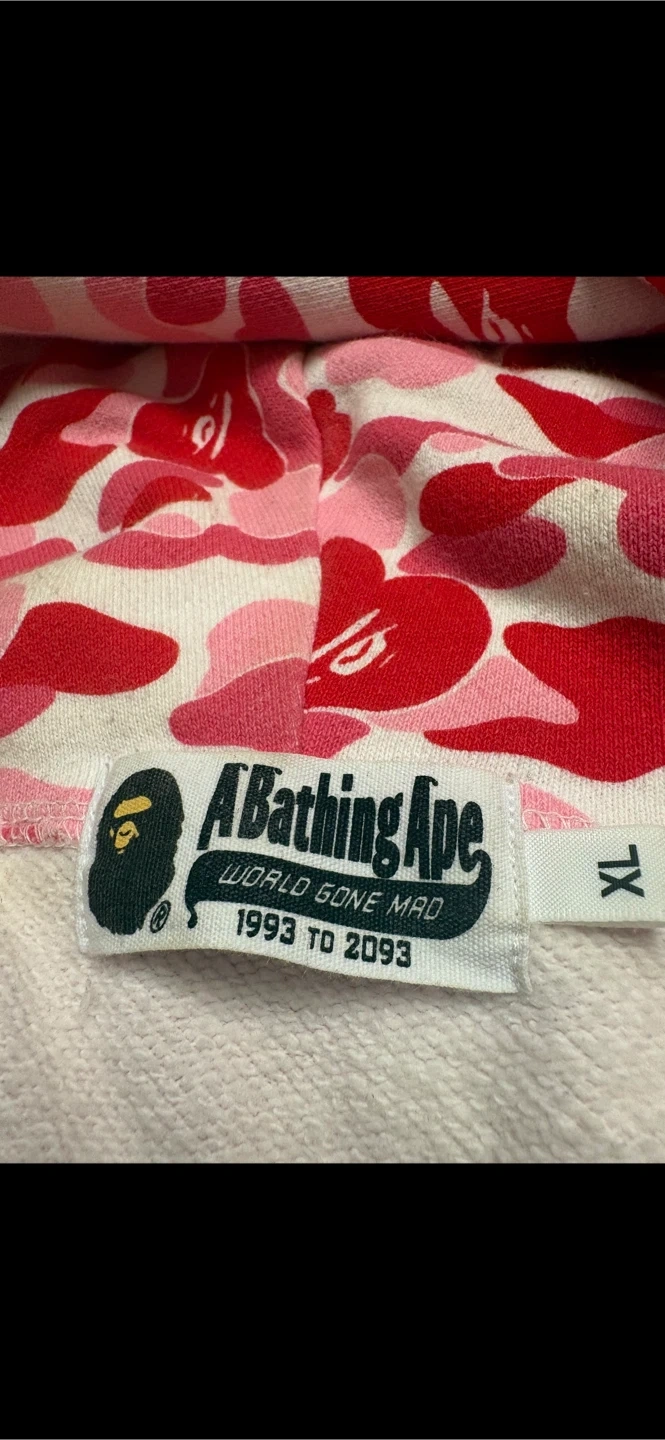 A Bathing Ape
WORLD GONE MAD
®
1993 TO 2093
XL